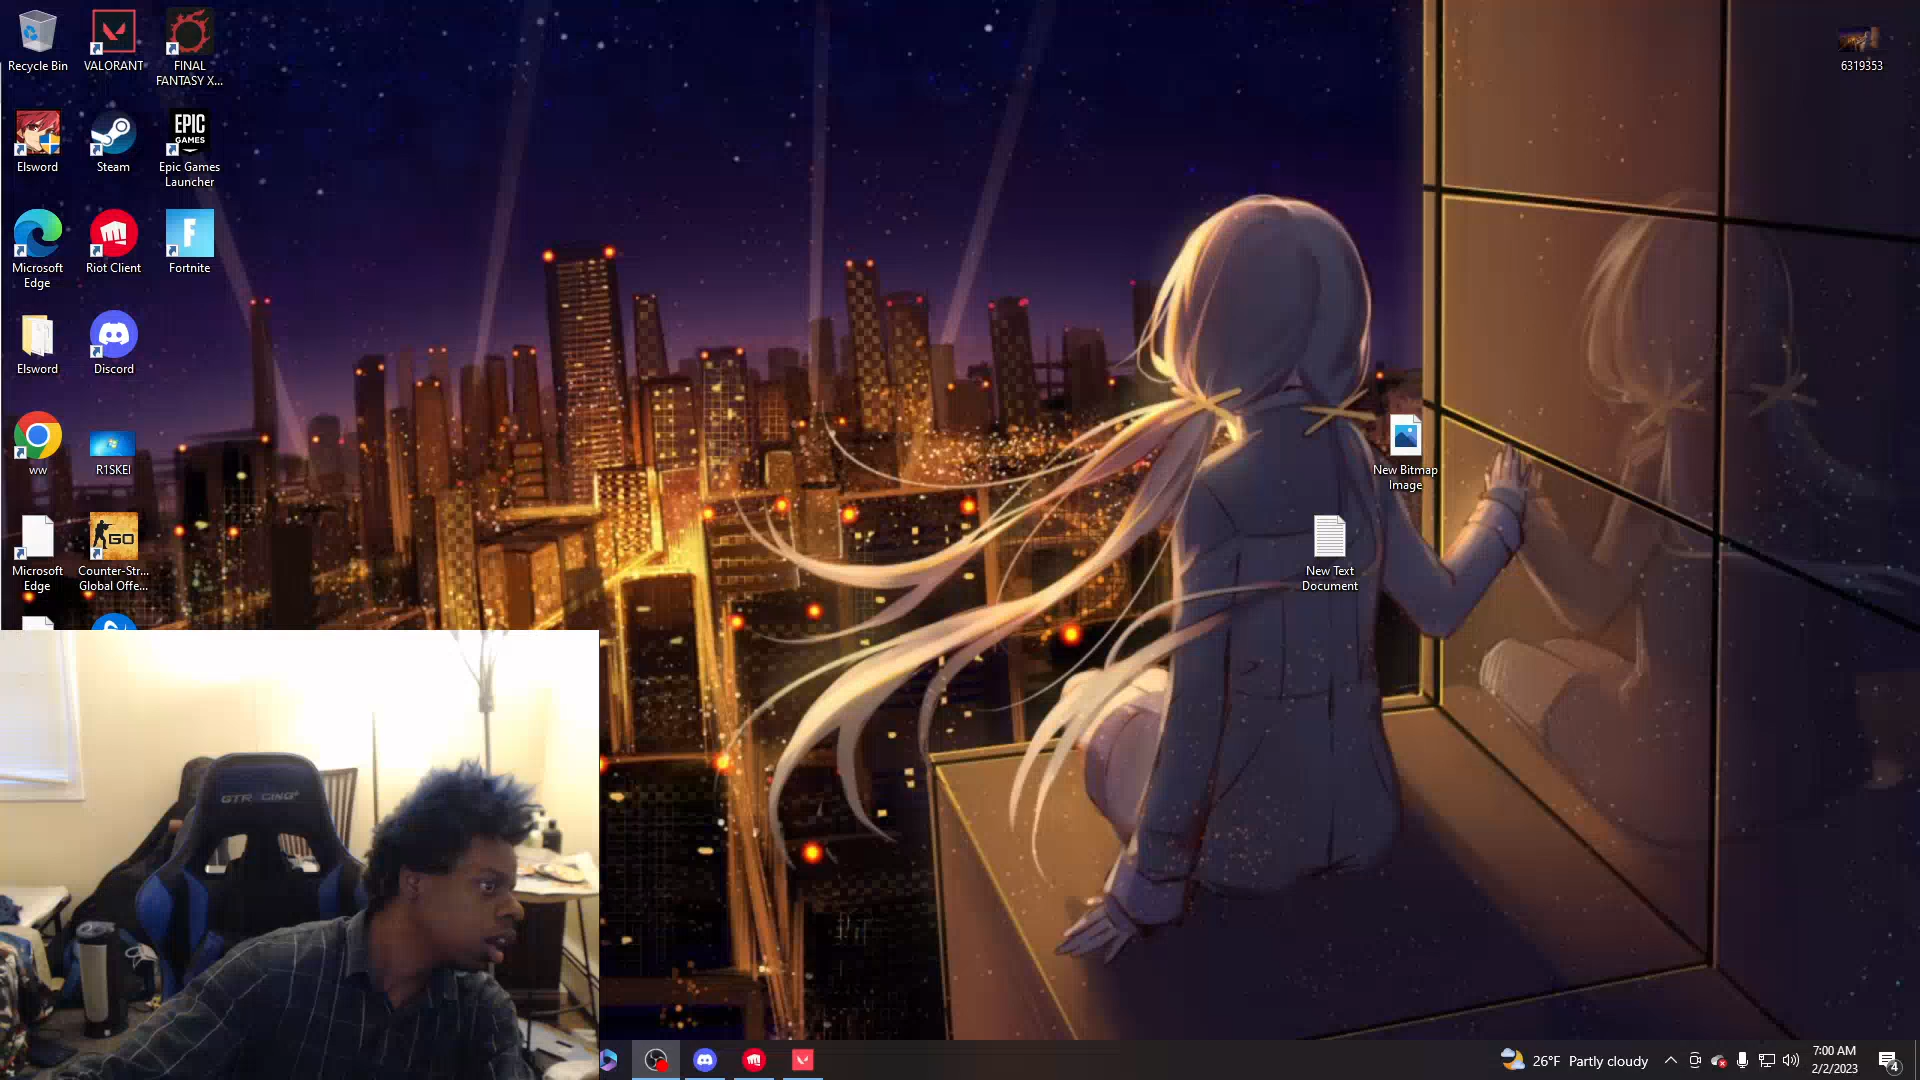 Recycle Bin
VALORANT
FINAL
FANTASY X...
6319353
Elsword
Steam
EPIC
GAMES
Epic Games
Launcher
Microsoft
Edge
Riot Client
F
Fortnite
Elsword
Discord
ww
R1SKEI
New Bitmap
Image
Microsoft
Edge
GO
Counter-Str...
Global Offe...
New Text
Document
26°F Partly cloudy
7:00 AM
2/2/2023
4